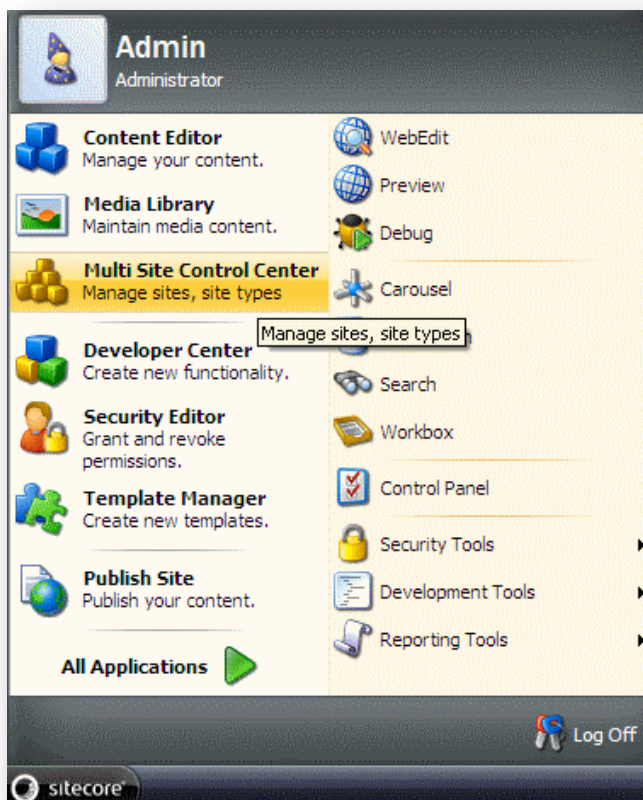 Admin
Administrator
Content Editor
Manage your content.
Media Library
Maintain media content.
Multi Site Control Center
Manage sites, site types
Manage sites, site types
Developer Center
Create new functionality.
Security Editor
Grant and revoke
permissions.
Template Manager
Create new templates.
Publish Site
Publish your content.
All Applications
WebEdit
Preview
Debug
Carousel
Search
Workbox
Control Panel
Security Tools
Development Tools
Reporting Tools
Log Off
sitecore